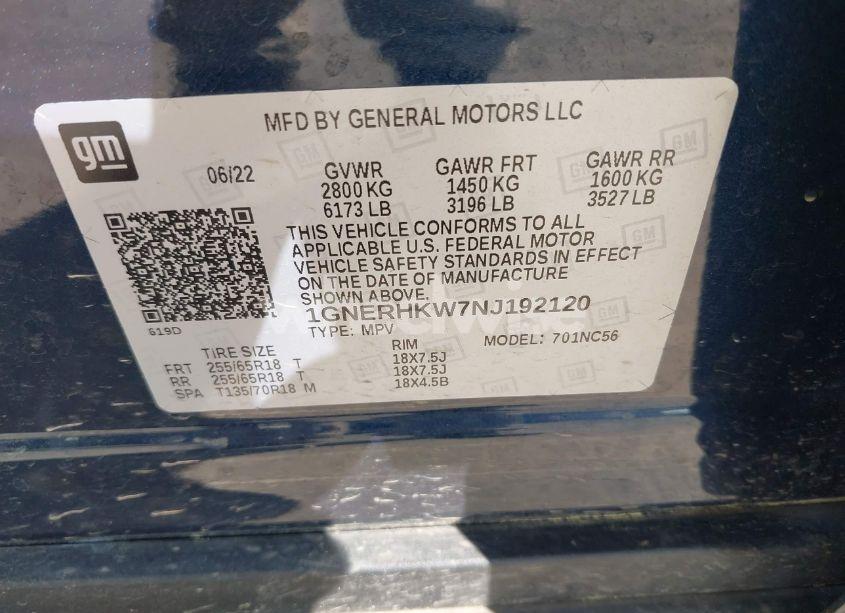 gm
MFD BY GENERAL MOTORS LLC
06/22
GVWR
2800 KG
6173 LB
GAWR FRT
1450 KG
3196 LB
GAWR RR
1600 KG
3527 LB
THIS VEHICLE CONFORMS TO ALL
APPLICABLE U.S. FEDERAL MOTOR
VEHICLE SAFETY STANDARDS IN EFFECT
ON THE DATE OF MANUFACTURE
SHOWN ABOVE.
619D
1GNERHKW7NJ192120
TYPE: MPV
MODEL: 701NC56
TIRE SIZE RIM
FRT 255/65R18 T 18X7.5J
RR 255/65R18 T 18X7.5J
SPA T135/70R18 M 18X4.5B